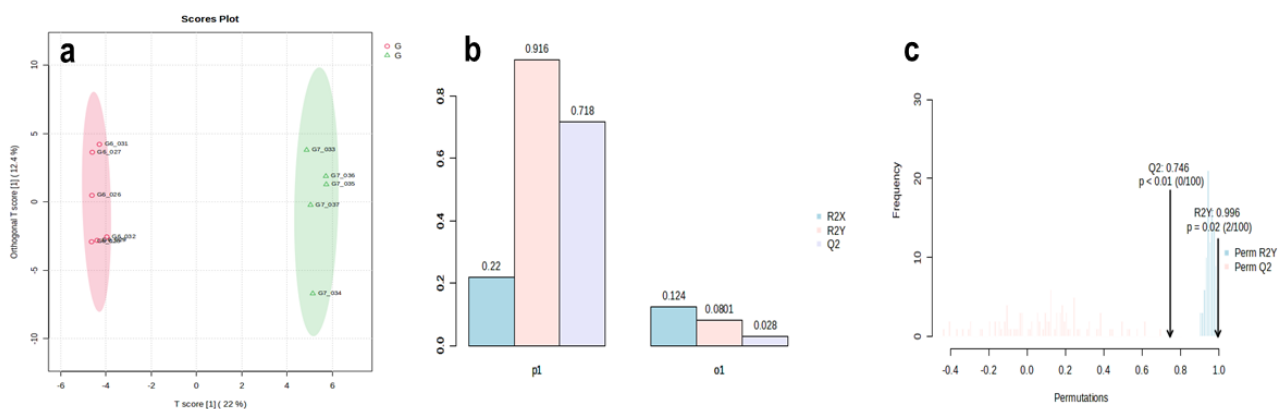 a
Scores Plot
G
G
Orthogonal T score [1] ( 12.4 %)
10
5
0
-5
-10
G6_031
G6_027
G6_026
G6_032
G7_033
G7_036
G7_035
G7_037
G7_034
-6
-4
-2
0
2
4
6
T score [1] ( 22 %)
b
0.8
0.6
0.4
0.2
0.0
0.22
0.916
0.718
0.124
0.0801
0.028
p1
o1
R2X
R2Y
Q2
c
Frequency
30
20
10
0
Q2: 0.746
p < 0.01 (0/100)
R2Y: 0.996
p = 0.02 (2/100)
Perm R2Y
Perm Q2
-0.4
-0.2
0.0
0.2
0.4
0.6
0.8
1.0
Permutations